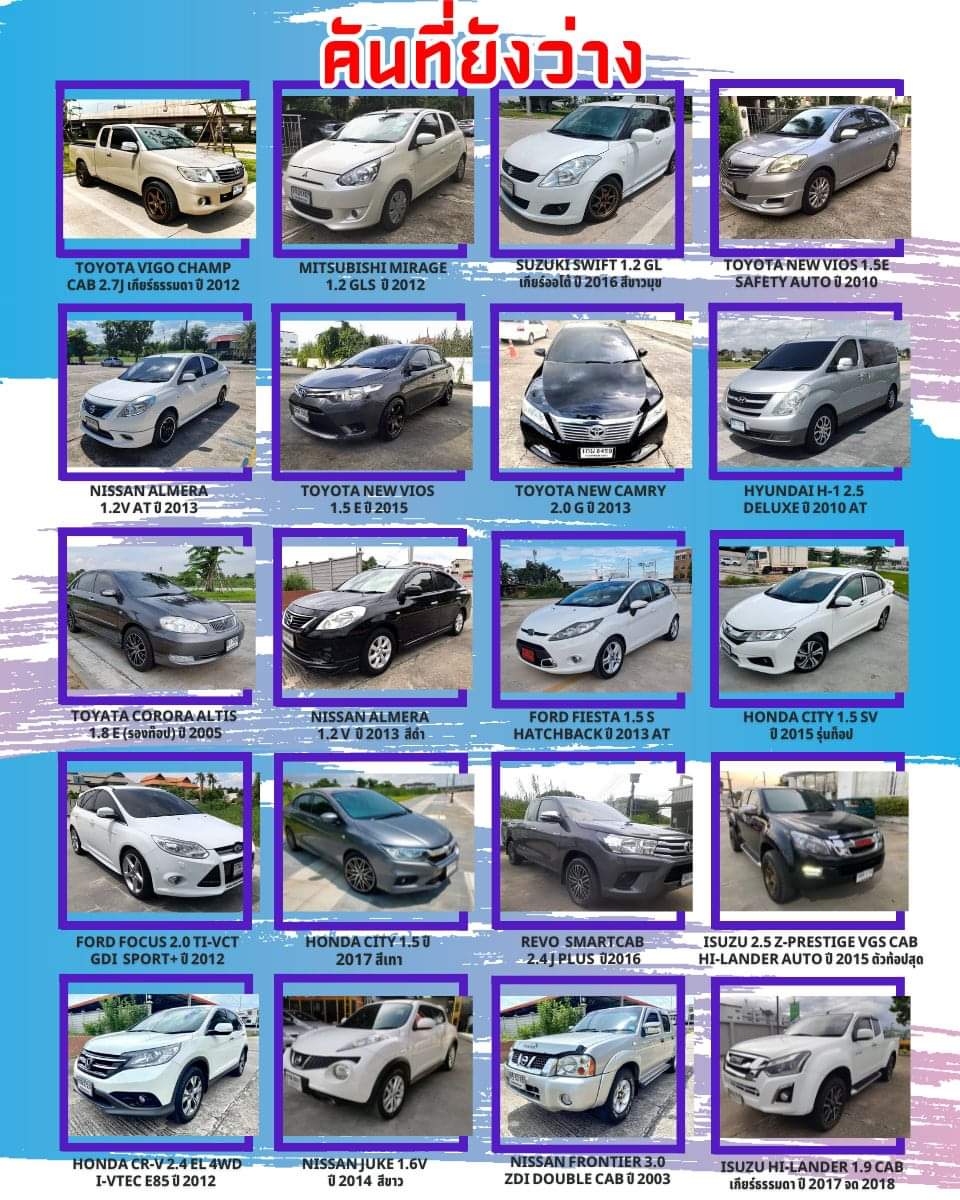 คันที่ยังว่าง
TOYOTA VIGO CHAMP
CAB 2.7J เกียร์ธรรมดา ปี 2012
MITSUBISHI MIRAGE
1.2 GLS ปี 2012
SUZUKI SWIFT 1.2 GL
เกียร์ออโต้ ปี 2016 สีขาวมุข
TOYOTA NEW VIOS 1.5E
SAFETY AUTO ปี 2010
NISSAN ALMERA
1.2V AT ปี 2013
TOYOTA NEW VIOS
1.5 E ปี 2015
TOYOTA NEW CAMRY
2.0 G ปี 2013
HYUNDAI H-1 2.5
DELUXE ปี 2010 AT
TOYATA CORORA ALTIS
1.8 E (รองท๊อป) ปี 2005
NISSAN ALMERA
1.2 V ปี 2013 สีดำ
FORD FIESTA 1.5 S
HATCHBACK ปี 2013 AT
HONDA CITY 1.5 SV
ปี 2015 รุ่นท็อป
FORD FOCUS 2.0 TI-VCT
GDI SPORT+ ปี 2012
HONDA CITY 1.5 ปี
2017 สีเทา
REVO SMARTCAB
2.4 J PLUS ปี2016
ISUZU 2.5 Z-PRESTIGE VGS CAB
HI-LANDER AUTO ปี 2015 ตัวท้อปสุด
HONDA CR-V 2.4 EL 4WD
I-VTEC E85 ปี 2012
NISSAN JUKE 1.6V
ปี 2014 สีขาว
NISSAN FRONTIER 3.0
ZDI DOUBLE CAB ปี 2003
ISUZU HI-LANDER 1.9 CAB
เกียร์ธรรมดา ปี 2017 จด 2018